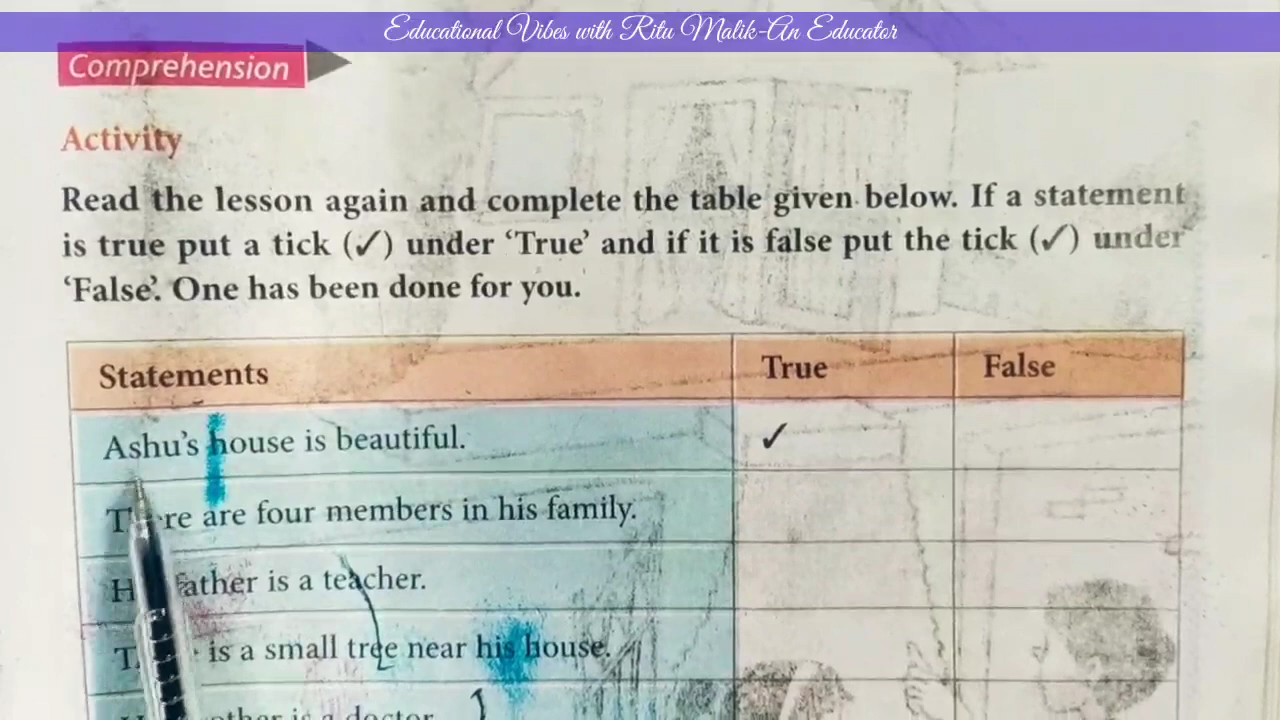 Educational Vibes with Ritu Malik-An Educator
Comprehension
Activity
Read the lesson again and complete the table given below. If a statement
is true put a tick (✓) under ‘True’ and if it is false put the tick (✓) under
‘False’. One has been done for you.
Statements True False
Ashu’s house is beautiful. ✓
There are four members in his family.
father is a teacher.
is a small tree near his house.
is a doctor.